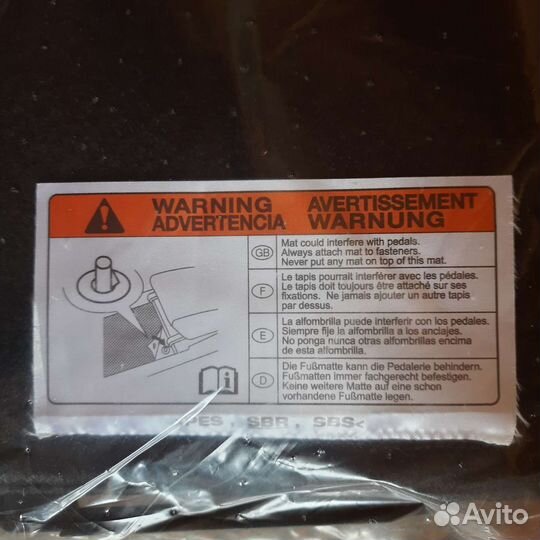 WARNING AVERTISSEMENT
ADVERTENCIA WARNUNG
GB
Mat could interfere with pedals.
Always attach mat to fasteners.
Never put any mat on top of this mat.
F
Le tapis pourrait interférer avec les pédales.
Le tapis doit toujours être attaché sur ses
fixations. Ne jamais ajouter un autre tapis
par dessus.
E
La alfombrilla puede interferir con los pedales.
Siempre fije la alfombrilla a los anclajes.
No ponga nunca otras alfombrillas encima
de esta alfombrilla.
D
Die Fußmatte kann die Pedalerie behindern.
Fußmatten immer fachgerecht befestigen.
Keine weitere Matte auf eine schon
vorhandene Fußmatte legen.
i
PES , SBR , SBS<
Avito